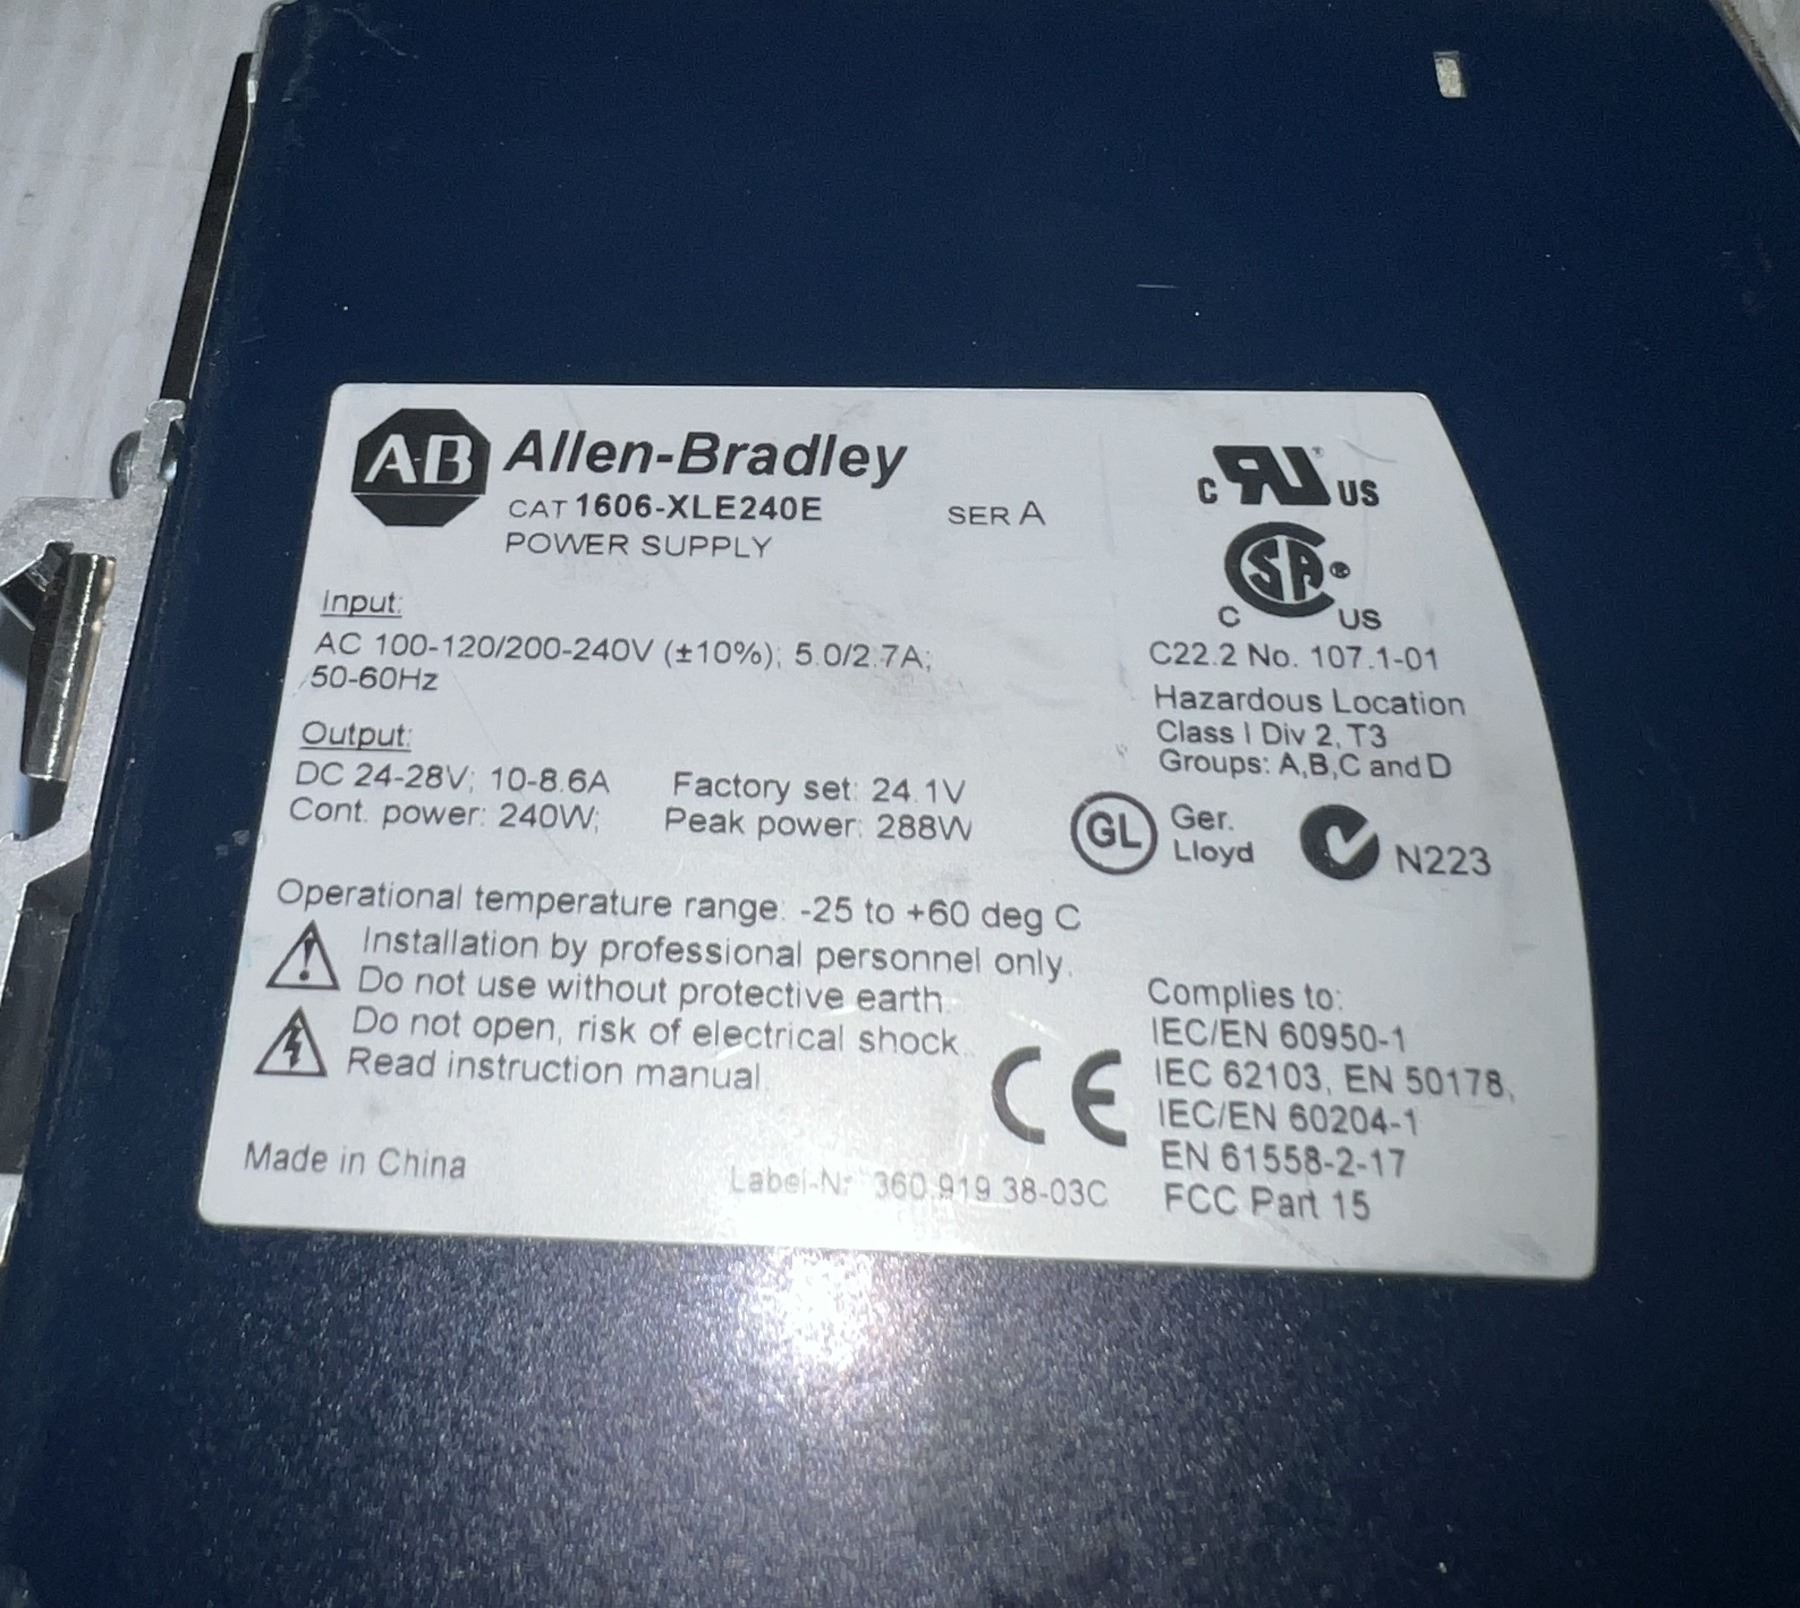 AB Allen-Bradley
CAT 1606-XLE240E SER A
POWER SUPPLY
Input:
AC 100-120/200-240V (±10%); 5.0/2.7A;
50-60Hz
Output:
DC 24-28V; 10-8.6A Factory set: 24.1V
Cont. power: 240W; Peak power: 288W
Operational temperature range: -25 to +60 deg C
Installation by professional personnel only.
Do not use without protective earth.
Do not open, risk of electrical shock.
Read instruction manual.
Made in China
Label-Nr 360.919.38-03C
C RU® US
C SA® US
C22.2 No. 107.1-01
Hazardous Location
Class I Div 2, T3
Groups: A,B,C and D
GL Ger.
Lloyd
N223
CE
Complies to:
IEC/EN 60950-1
IEC 62103, EN 50178,
IEC/EN 60204-1
EN 61558-2-17
FCC Part 15